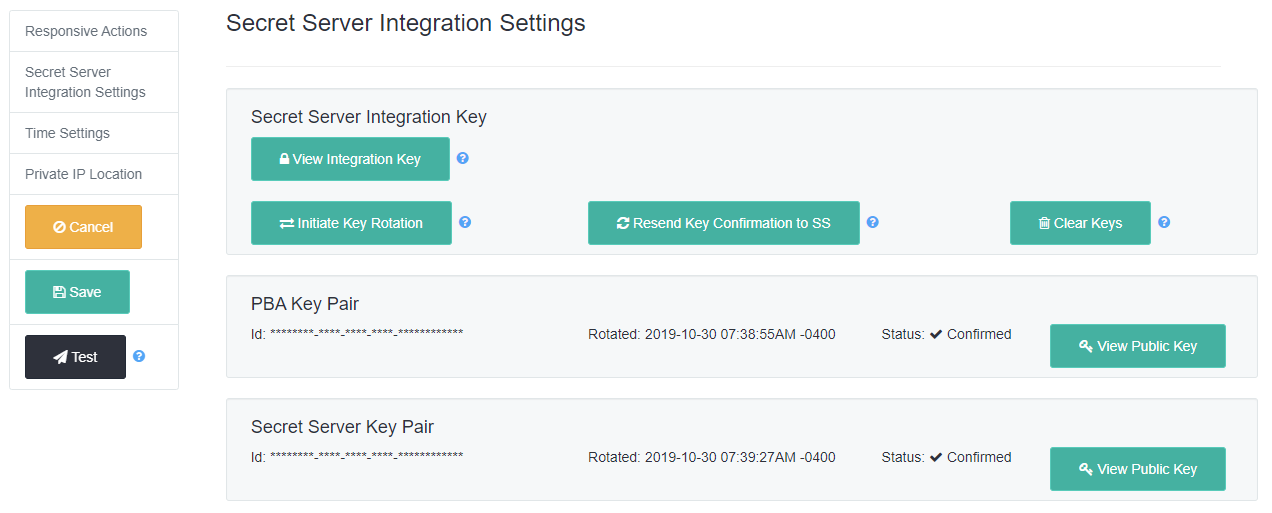 Responsive Actions
Secret Server
Integration Settings
Time Settings
Private IP Location
Cancel
Save
Test
Secret Server Integration Settings
Secret Server Integration Key
View Integration Key
Initiate Key Rotation
Resend Key Confirmation to SS
Clear Keys
PBA Key Pair
Id: ********-****-****-****-************
Rotated: 2019-10-30 07:38:55AM -0400
Status: ✔ Confirmed
View Public Key
Secret Server Key Pair
Id: ********-****-****-****-************
Rotated: 2019-10-30 07:39:27AM -0400
Status: ✔ Confirmed
View Public Key